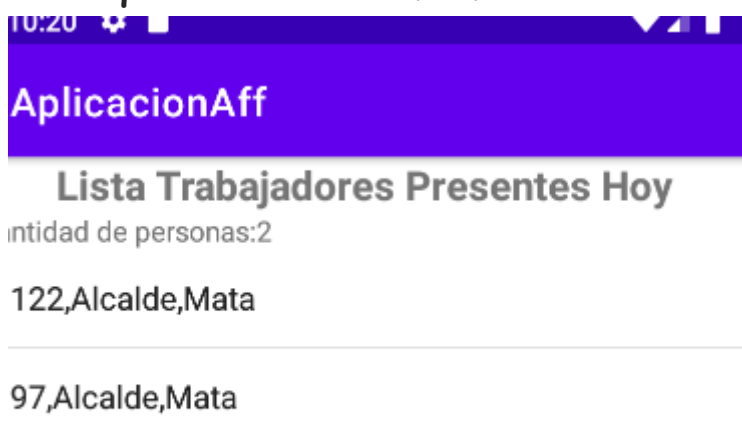 10:20
AplicacionAff
Lista Trabajadores Presentes Hoy
ntidad de personas:2
122,Alcalde,Mata
97,Alcalde,Mata